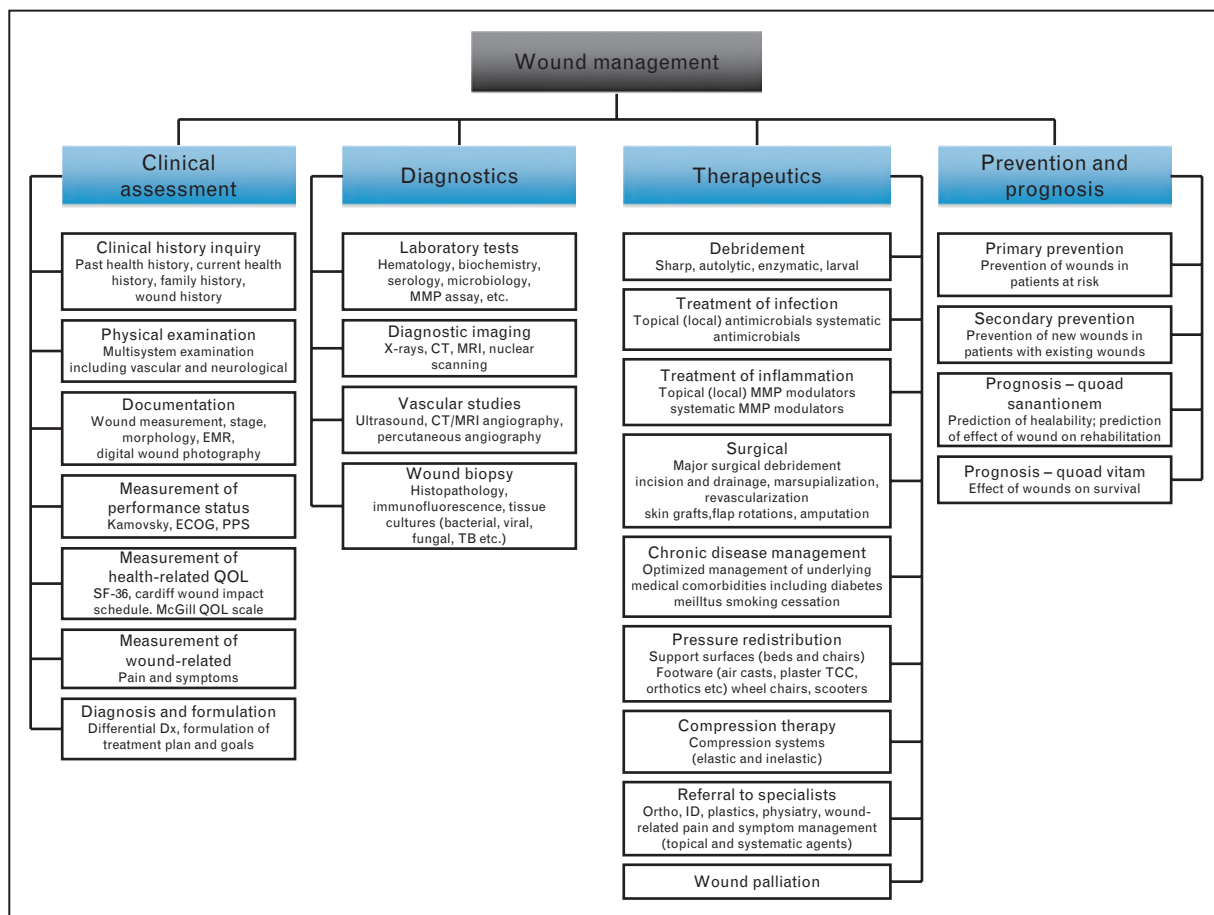 Wound management
Clinical
assessment
Clinical history inquiry
Past health history, current health
history, family history,
wound history
Physical examination
Multisystem examination
including vascular and neurological
Documentation
Wound measurement, stage,
morphology, EMR,
digital wound photography
Measurement of
performance status
Kamovsky, ECOG, PPS
Measurement of
health-related QOL
SF-36, cardiff wound impact
schedule. McGill QOL scale
Measurement of
wound-related
Pain and symptoms
Diagnosis and formulation
Differential Dx, formulation of
treatment plan and goals
Diagnostics
Laboratory tests
Hematology, biochemistry,
serology, microbiology,
MMP assay, etc.
Diagnostic imaging
X-rays, CT, MRI, nuclear
scanning
Vascular studies
Ultrasound, CT/MRI angiography,
percutaneous angiography
Wound biopsy
Histopathology,
immunofluorescence, tissue
cultures (bacterial, viral,
fungal, TB etc.)
Therapeutics
Debridement
Sharp, autolytic, enzymatic, larval
Treatment of infection
Topical (local) antimicrobials systematic
antimicrobials
Treatment of inflammation
Topical (local) MMP modulators
systematic MMP modulators
Surgical
Major surgical debridement
incision and drainage, marsupialization,
revascularization
skin grafts,flap rotations, amputation
Chronic disease management
Optimized management of underlying
medical comorbidities including diabetes
meilltus smoking cessation
Pressure redistribution
Support surfaces (beds and chairs)
Footware (air casts, plaster TCC,
orthotics etc) wheel chairs, scooters
Compression therapy
Compression systems
(elastic and inelastic)
Referral to specialists
Ortho, ID, plastics, physiatry, wound-
related pain and symptom management
(topical and systematic agents)
Wound palliation
Prevention and
prognosis
Primary prevention
Prevention of wounds in
patients at risk
Secondary prevention
Prevention of new wounds in
patients with existing wounds
Prognosis – quoad
sanantionem
Prediction of healability; prediction
of effect of wound on rehabilitation
Prognosis – quoad vitam
Effect of wounds on survival